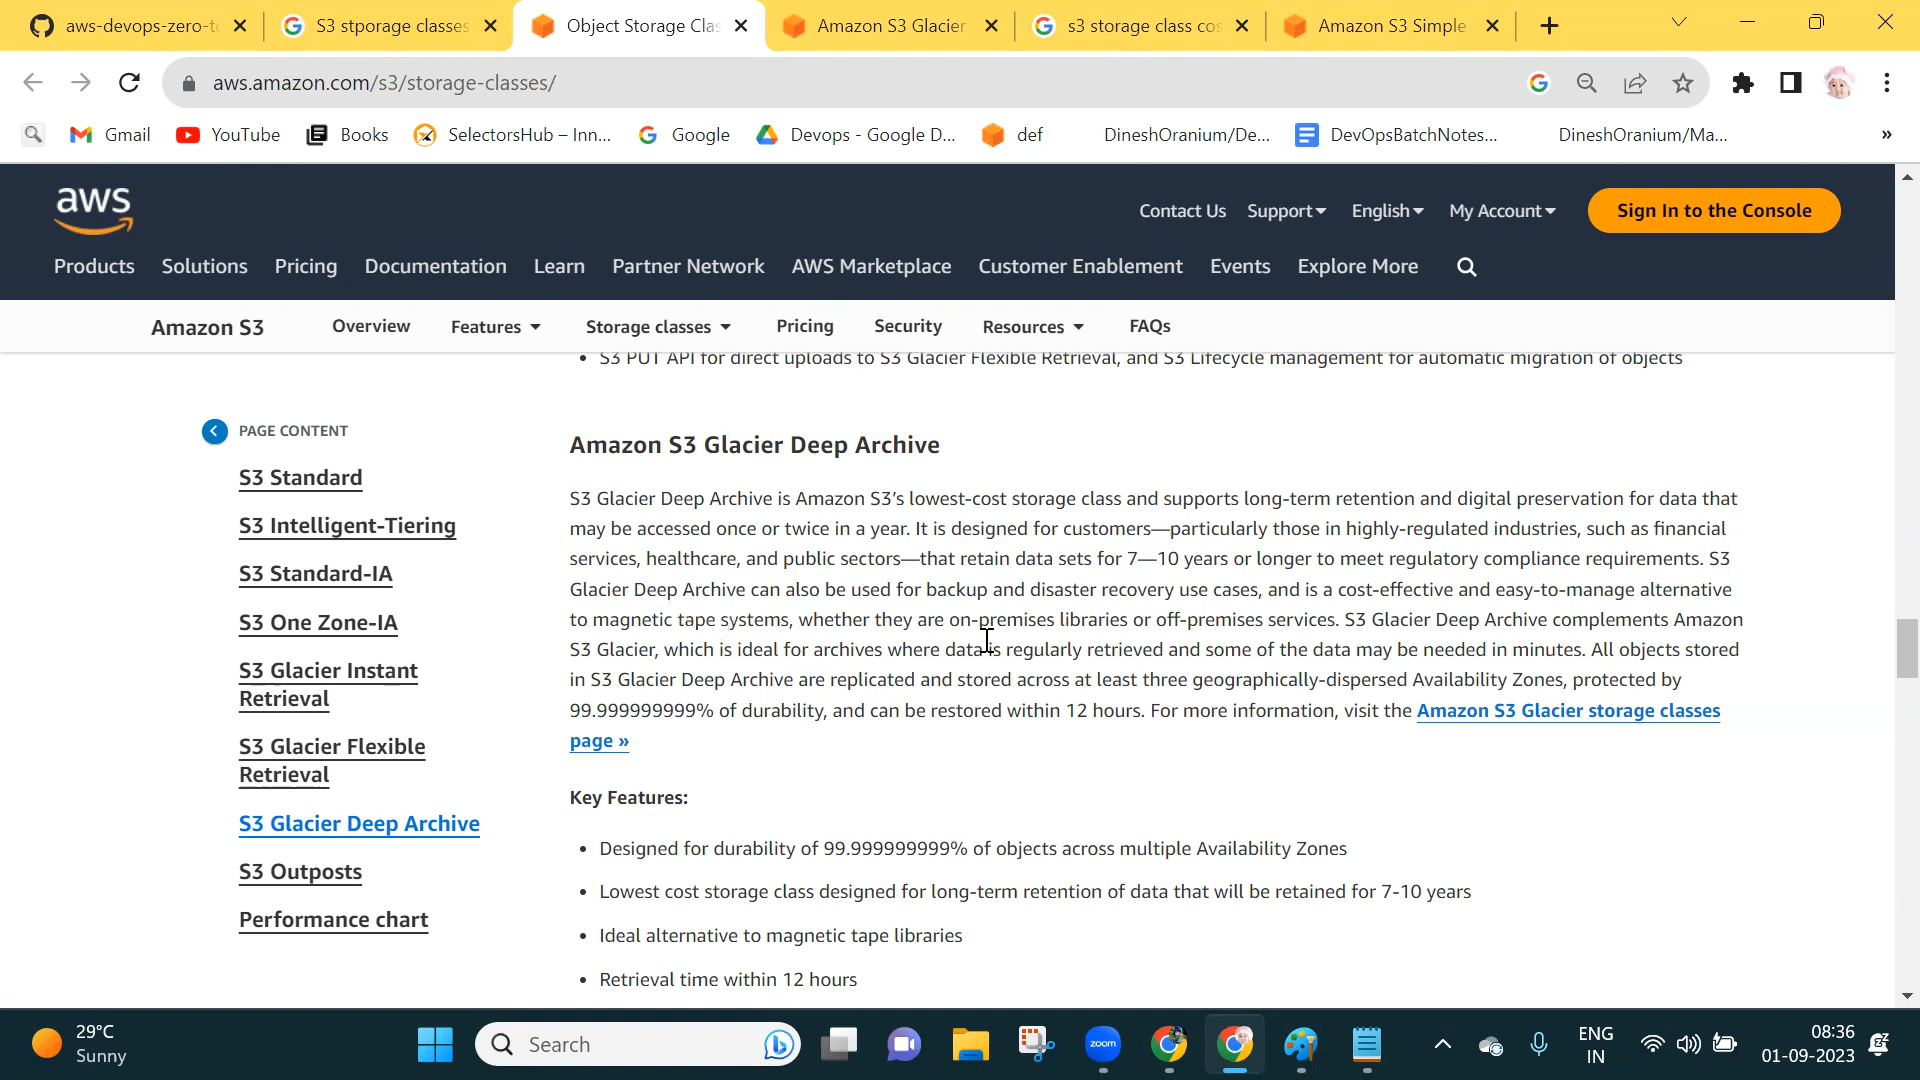 aws-devops-zero-to
S3 stporage classes
Object Storage Clas
Amazon S3 Glacier
s3 storage class cos
Amazon S3 Simple
aws.amazon.com/s3/storage-classes/
Gmail
YouTube
Books
SelectorsHub – Inn...
Google
Devops - Google D...
def
DineshOranium/De...
DevOpsBatchNotes...
DineshOranium/Ma...
»
aws
Contact Us
Support
English
My Account
Sign In to the Console
Products
Solutions
Pricing
Documentation
Learn
Partner Network
AWS Marketplace
Customer Enablement
Events
Explore More
Amazon S3
Overview
Features
Storage classes
Pricing
Security
Resources
FAQs
• S3 PUT API for direct uploads to S3 Glacier Flexible Retrieval, and S3 Lifecycle management for automatic migration of objects
PAGE CONTENT
S3 Standard
S3 Intelligent-Tiering
S3 Standard-IA
S3 One Zone-IA
S3 Glacier Instant
Retrieval
S3 Glacier Flexible
Retrieval
S3 Glacier Deep Archive
S3 Outposts
Performance chart
Amazon S3 Glacier Deep Archive
S3 Glacier Deep Archive is Amazon S3's lowest-cost storage class and supports long-term retention and digital preservation for data that
may be accessed once or twice in a year. It is designed for customers—particularly those in highly-regulated industries, such as financial
services, healthcare, and public sectors—that retain data sets for 7—10 years or longer to meet regulatory compliance requirements. S3
Glacier Deep Archive can also be used for backup and disaster recovery use cases, and is a cost-effective and easy-to-manage alternative
to magnetic tape systems, whether they are on-premises libraries or off-premises services. S3 Glacier Deep Archive complements Amazon
S3 Glacier, which is ideal for archives where data is regularly retrieved and some of the data may be needed in minutes. All objects stored
in S3 Glacier Deep Archive are replicated and stored across at least three geographically-dispersed Availability Zones, protected by
99.999999999% of durability, and can be restored within 12 hours. For more information, visit the Amazon S3 Glacier storage classes
page »
Key Features:
• Designed for durability of 99.999999999% of objects across multiple Availability Zones
• Lowest cost storage class designed for long-term retention of data that will be retained for 7-10 years
• Ideal alternative to magnetic tape libraries
• Retrieval time within 12 hours
29°C
Sunny
Search
zoom
ENG
IN
08:36
01-09-2023